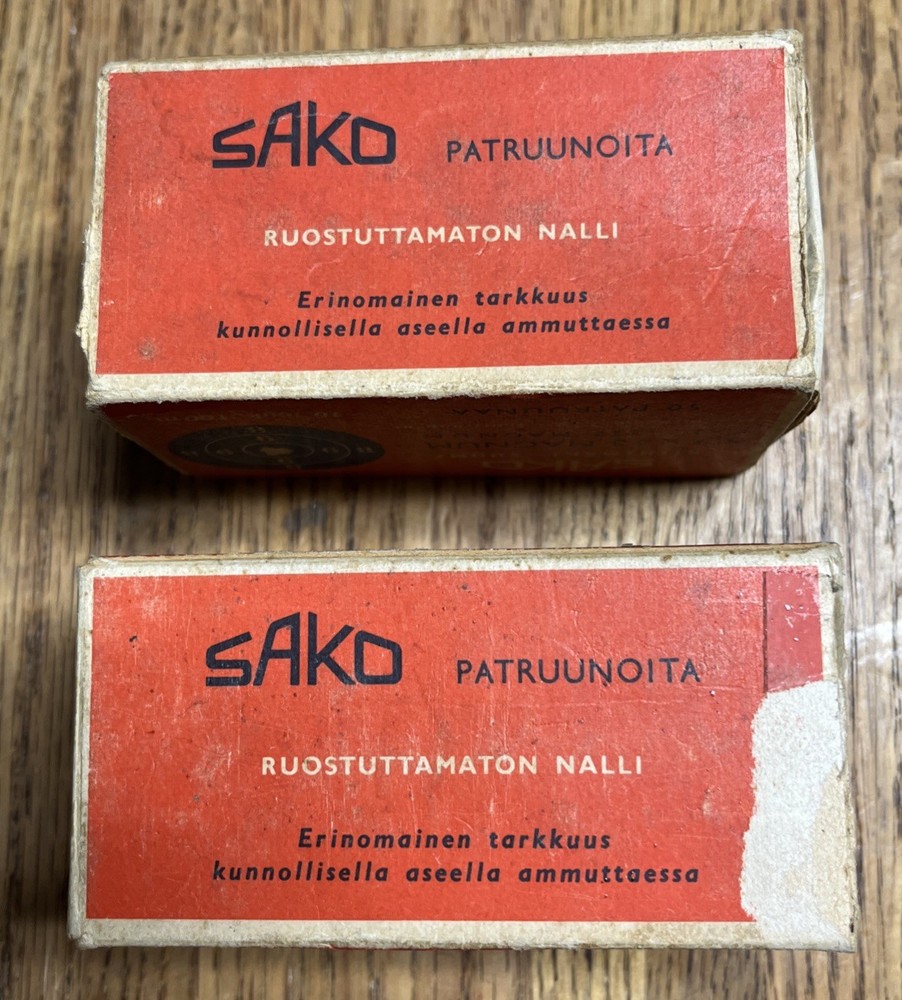 SAKO PATRUUNOITA
RUOSTUTTAMATON NALLI
Erinomainen tarkkuus
kunnollisella aseella ammuttaessa
SAKO PATRUUNOITA
RUOSTUTTAMATON NALLI
Erinomainen tarkkuus
kunnollisella aseella ammuttaessa